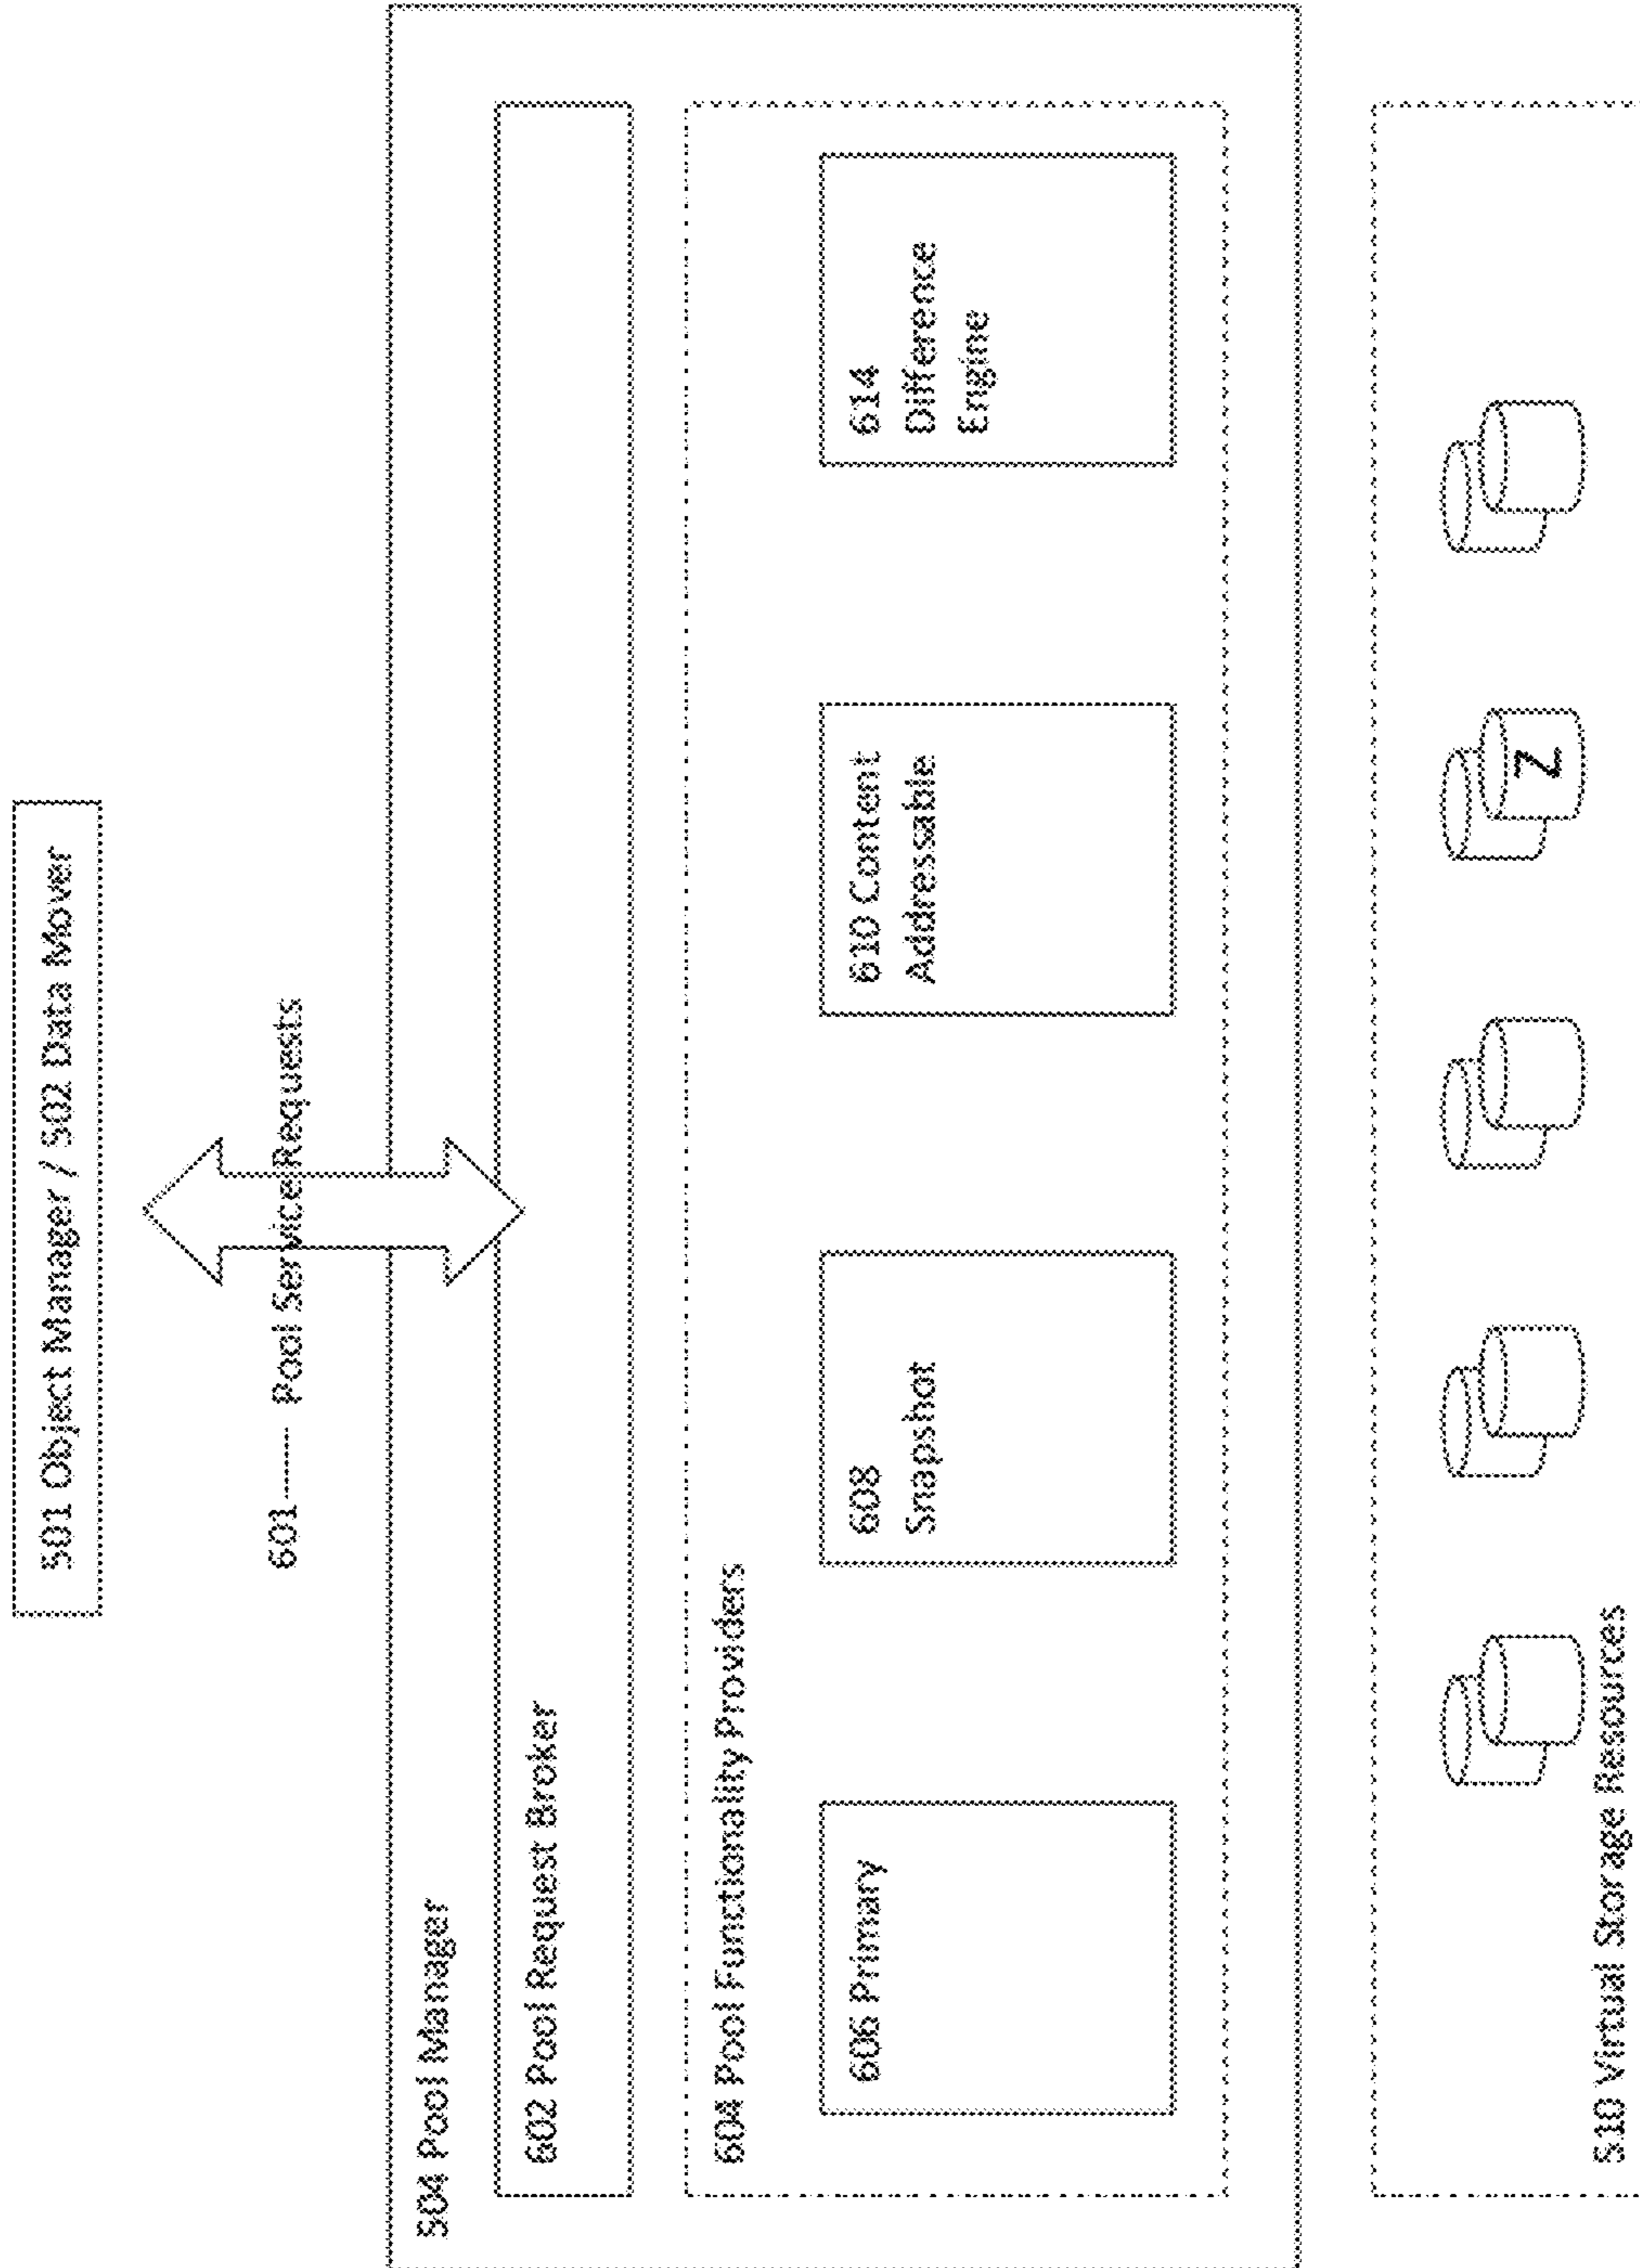 501 Object Manager / 502 Data Mover
601 Pool Service Requests
504 Pool Manager
602 Pool Request Broker
604 Pool Functionality Providers
606 Primary
608
Snapshot
610 Content
Addressable
614
Difference
Engine
Z
510 Virtual Storage Resources